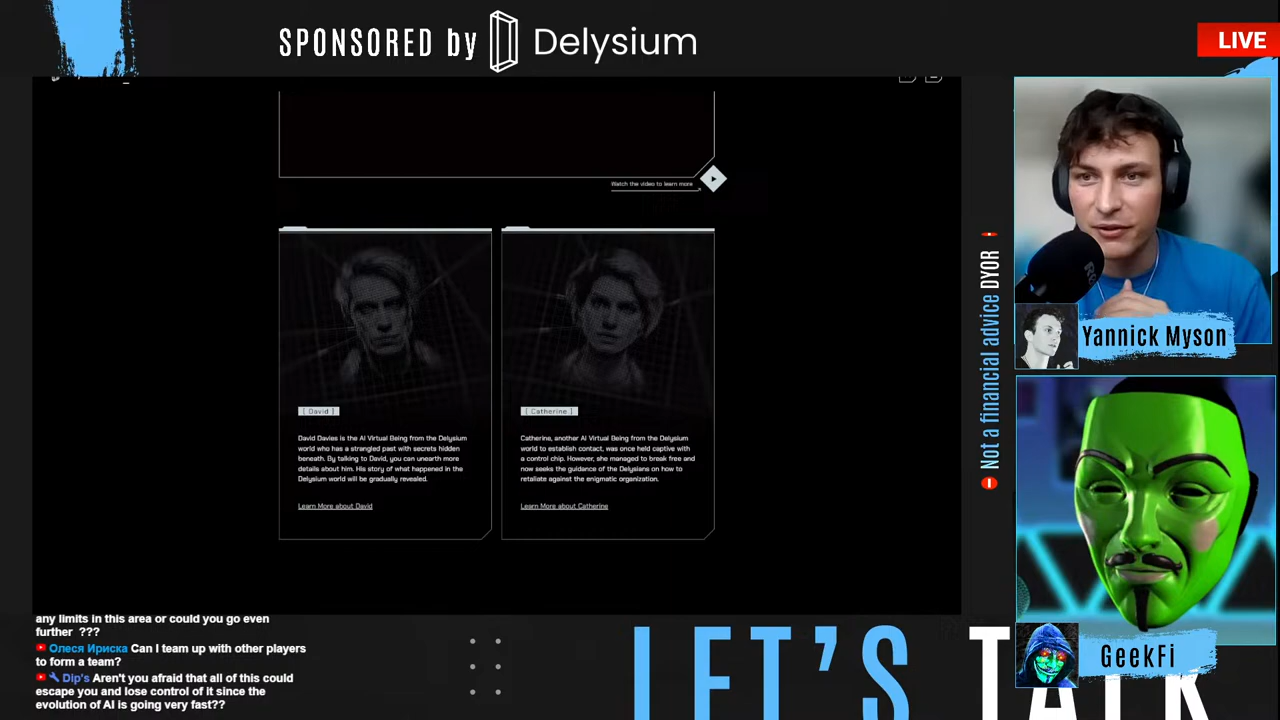 SPONSORED by Delysium
LIVE
Watch the video to learn more
[ David ]
David Davies is the AI Virtual Being from the Delysium
world who has a strangled past with secrets hidden
beneath. By talking to David, you can unearth more
details about him. His story of what happened in the
Delysium world will be gradually revealed.
Learn More about David
[ Catherine ]
Catherine, another AI Virtual Being from the Delysium
world to establish contact, was once held captive with
a control chip. However, she managed to break free and
now seeks the guidance of the Delysians on how to
retaliate against the enigmatic organization.
Learn More about Catherine
Not a financial advice DYOR
Yannick Myson
GeekFi
any limits in this area or could you go even
further ???
Олеся Ириска Can I team up with other players
to form a team?
Dip's Aren't you afraid that all of this could
escape you and lose control of it since the
evolution of AI is going very fast??
LET'S TALK